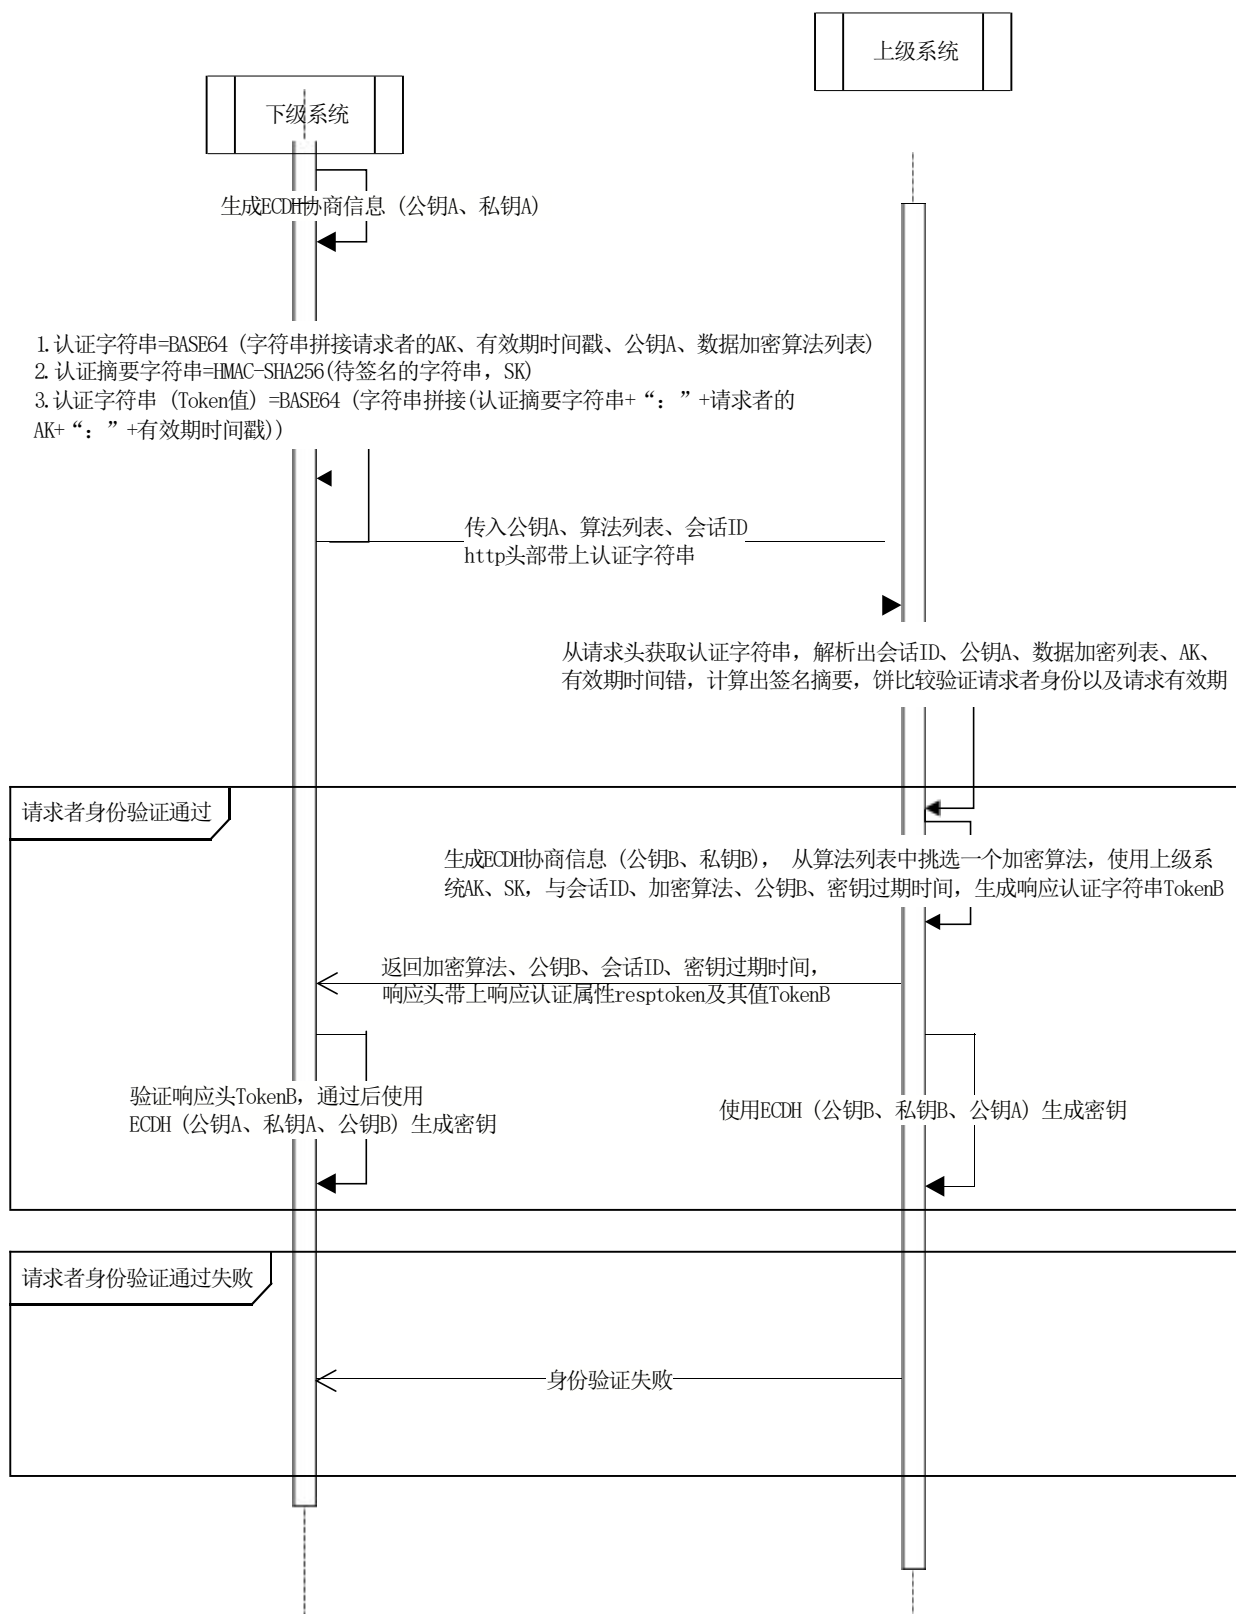 上级系统
下级系统
生成ECDH协商信息（公钥A、私钥A）
1.认证字符串=BASE64（字符串拼接请求者的AK、有效期时间戳、公钥A、数据加密算法列表）
2.认证摘要字符串=HMAC-SHA256(待签名的字符串，SK)
3.认证字符串（Token值）=BASE64（字符串拼接(认证摘要字符串+“：”+请求者的
AK+“：”+有效期时间戳))
传入公钥A、算法列表、会话ID
http头部带上认证字符串
从请求头获取认证字符串，解析出会话ID、公钥A、数据加密列表、AK、
有效期时间错，计算出签名摘要，饼比较验证请求者身份以及请求有效期
请求者身份验证通过
生成ECDH协商信息（公钥B、私钥B）， 从算法列表中挑选一个加密算法，使用上级系
统AK、SK，与会话ID、加密算法、公钥B、密钥过期时间，生成响应认证字符串TokenB
返回加密算法、公钥B、会话ID、密钥过期时间，
响应头带上响应认证属性resptoken及其值TokenB
验证响应头TokenB，通过后使用
ECDH（公钥A、私钥A、公钥B）生成密钥
使用ECDH（公钥B、私钥B、公钥A）生成密钥
请求者身份验证通过失败
身份验证失败